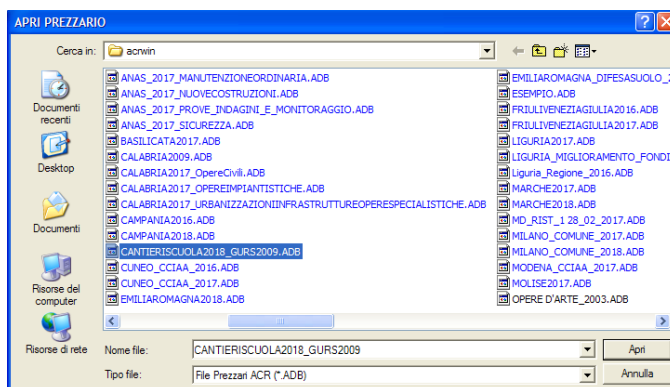 APRI PREZZARIO
Cerca in:
acrwin
Documenti
recenti
Desktop
Documenti
Risorse del
computer
Risorse di rete
ANAS_2017_MANUTENZIONEORDINARIA.ADB
ANAS_2017_NUOVECOSTRUZIONI.ADB
ANAS_2017_PROVE_INDAGINI_E_MONITORAGGIO.ADB
ANAS_2017_SICUREZZA.ADB
BASILICATA2017.ADB
CALABRIA2009.ADB
CALABRIA2017_OpereCivili.ADB
CALABRIA2017_OPEREIMPIANTISTICHE.ADB
CALABRIA2017_URBANIZZAZIONIINFRASTRUTTUREOPERESPECIALISTICHE.ADB
CAMPANIA2016.ADB
CAMPANIA2018.ADB
CANTIERISCUOLA2018_GURS2009.ADB
CUNEO_CCIAA_2016.ADB
CUNEO_CCIAA_2017.ADB
EMILIAROMAGNA2018.ADB
EMILIAROMAGNA_DIFESASUOLO_2
ESEMPIO.ADB
FRIULIVENEZIAGIULIA2016.ADB
FRIULIVENEZIAGIULIA2017.ADB
LIGURIA2017.ADB
LIGURIA_MIGLIORAMENTO_FONDI
Liguria_Regione_2016.ADB
MARCHE2017.ADB
MARCHE2018.ADB
MD_RIST_1 28_02_2017.ADB
MILANO_COMUNE_2017.ADB
MILANO_COMUNE_2018.ADB
MODENA_CCIAA_2017.ADB
MOLISE2017.ADB
OPERE D'ARTE_2003.ADB
Nome file:
CANTIERISCUOLA2018_GURS2009
Apri
Tipo file:
File Prezzari ACR (*.ADB)
Annulla